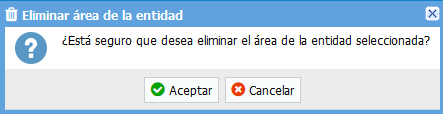 Eliminar área de la entidad
¿Está seguro que desea eliminar el área de la entidad seleccionada?
Aceptar
Cancelar